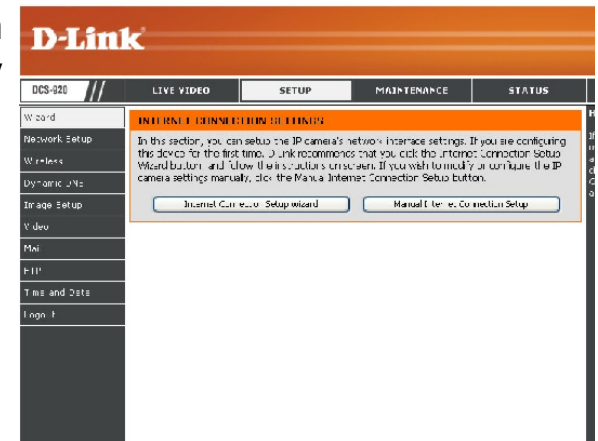 D-Link
DCS-920
LIVE VIDEO
SETUP
MAINTENANCE
STATUS
Wizard
Network Setup
Wireless
Dynamic DNS
Image Setup
Video
Mail
FTP
Time and Date
Logout
INTERNET CONNECTION SETTINGS
In this section, you can setup the IP camera's network interface settings. If you are configuring
this device for the first time, D-Link recommends that you click the Internet Connection Setup
Wizard button, and follow the instructions on screen. If you wish to modify or configure the IP
camera settings manually, click the Manual Internet Connection Setup button.
Internet Connection Setup Wizard
Manual Internet Connection Setup